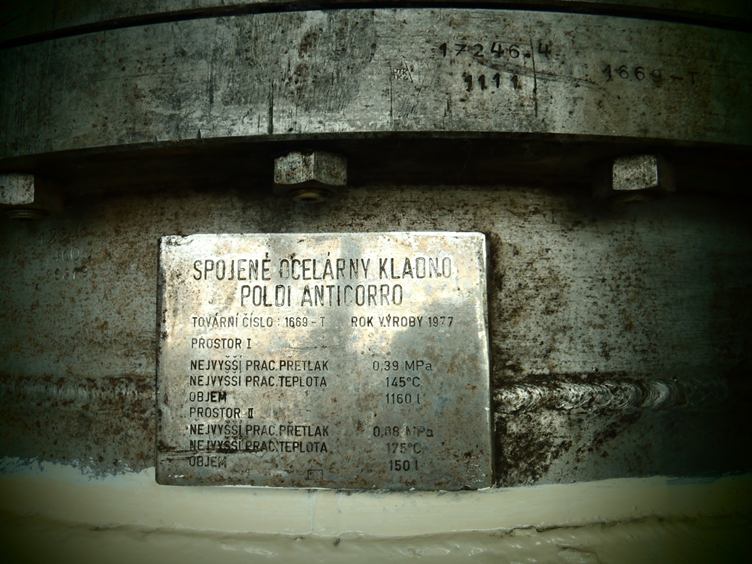 17246.4
1111
1669-T
SPOJENÉ OCELÁRNY KLADNO
POLDI ANTICORRO
TOVÁRNÍ ČÍSLO : 1669-T ROK VÝROBY 1977
PROSTOR I
NEJVYŠŠÍ PRAC. PŘETLAK 0,39 MPa
NEJVYŠŠÍ PRAC. TEPLOTA 145°C
OBJEM 1160 l
PROSTOR II
NEJVYŠŠÍ PRAC. PŘETLAK MPa
NEJVYŠŠÍ PRAC. TEPLOTA 175°C
OBJEM 150 l